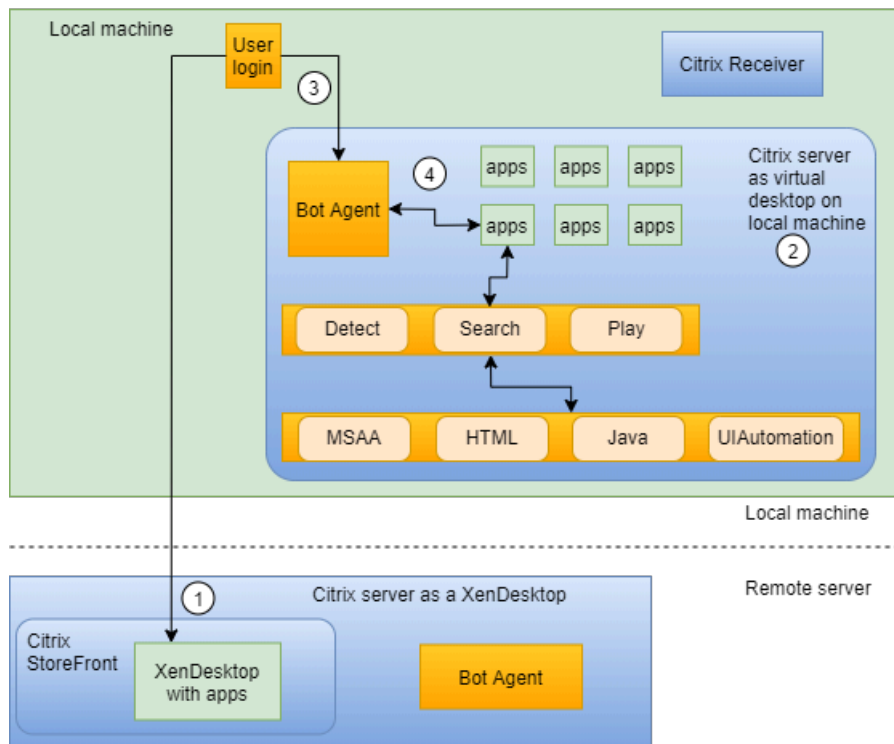 Local machine
User
login
3
Citrix Receiver
Bot Agent
4
apps
apps
apps
apps
apps
apps
Citrix server
as virtual
desktop on
local machine
2
Detect
Search
Play
MSAA
HTML
Java
UIAutomation
Local machine
Remote server
1
Citrix server as a XenDesktop
Citrix
StoreFront
XenDesktop
with apps
Bot Agent